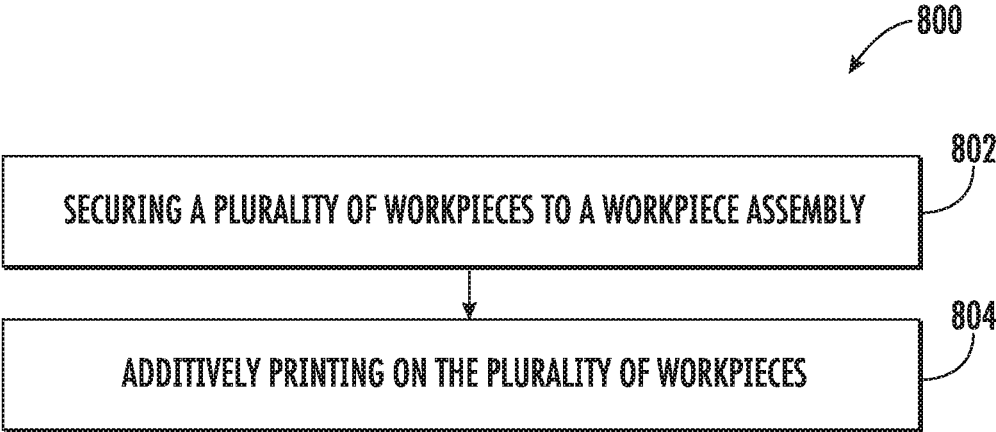 800
802
SECURING A PLURALITY OF WORKPIECES TO A WORKPIECE ASSEMBLY
804
ADDITIVELY PRINTING ON THE PLURALITY OF WORKPIECES